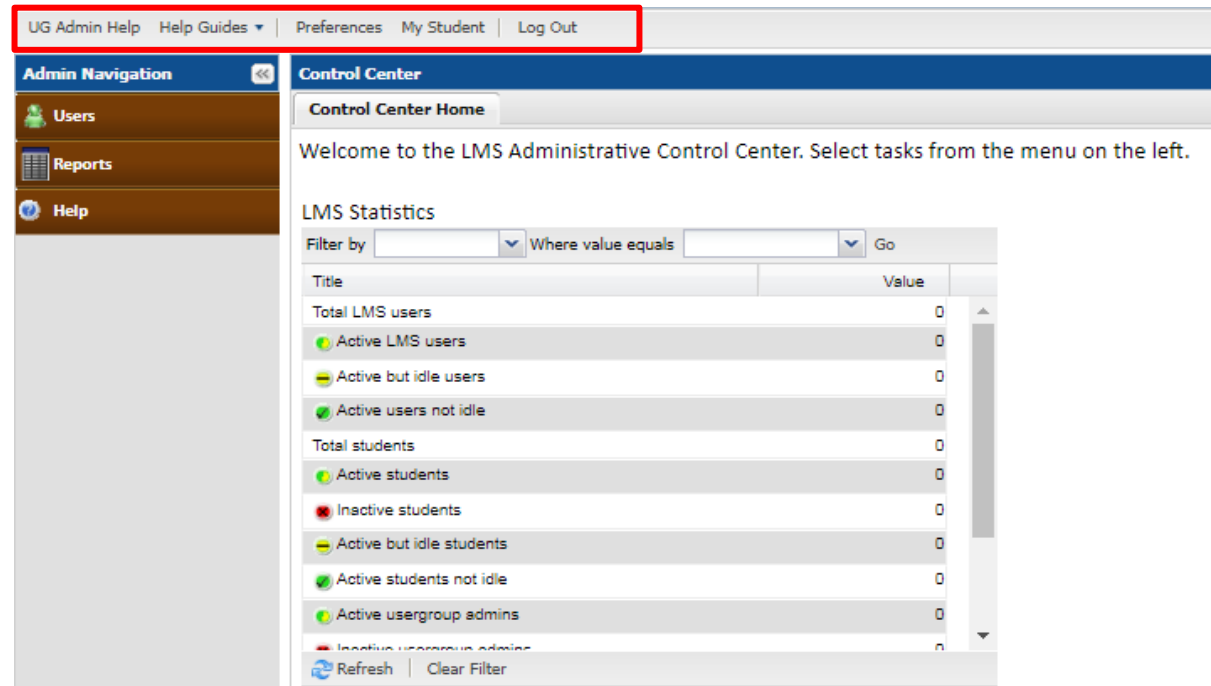 UG Admin Help Help Guides Preferences My Student Log Out
Admin Navigation
Users
Reports
Help
Control Center
Control Center Home
Welcome to the LMS Administrative Control Center. Select tasks from the menu on the left.
LMS Statistics
Filter by Where value equals Go
Title Value
Total LMS users 0
Active LMS users 0
Active but idle users 0
Active users not idle 0
Total students 0
Active students 0
Inactive students 0
Active but idle students 0
Active students not idle 0
Active usergroup admins 0
Inactive usergroup admins 0
Refresh Clear Filter